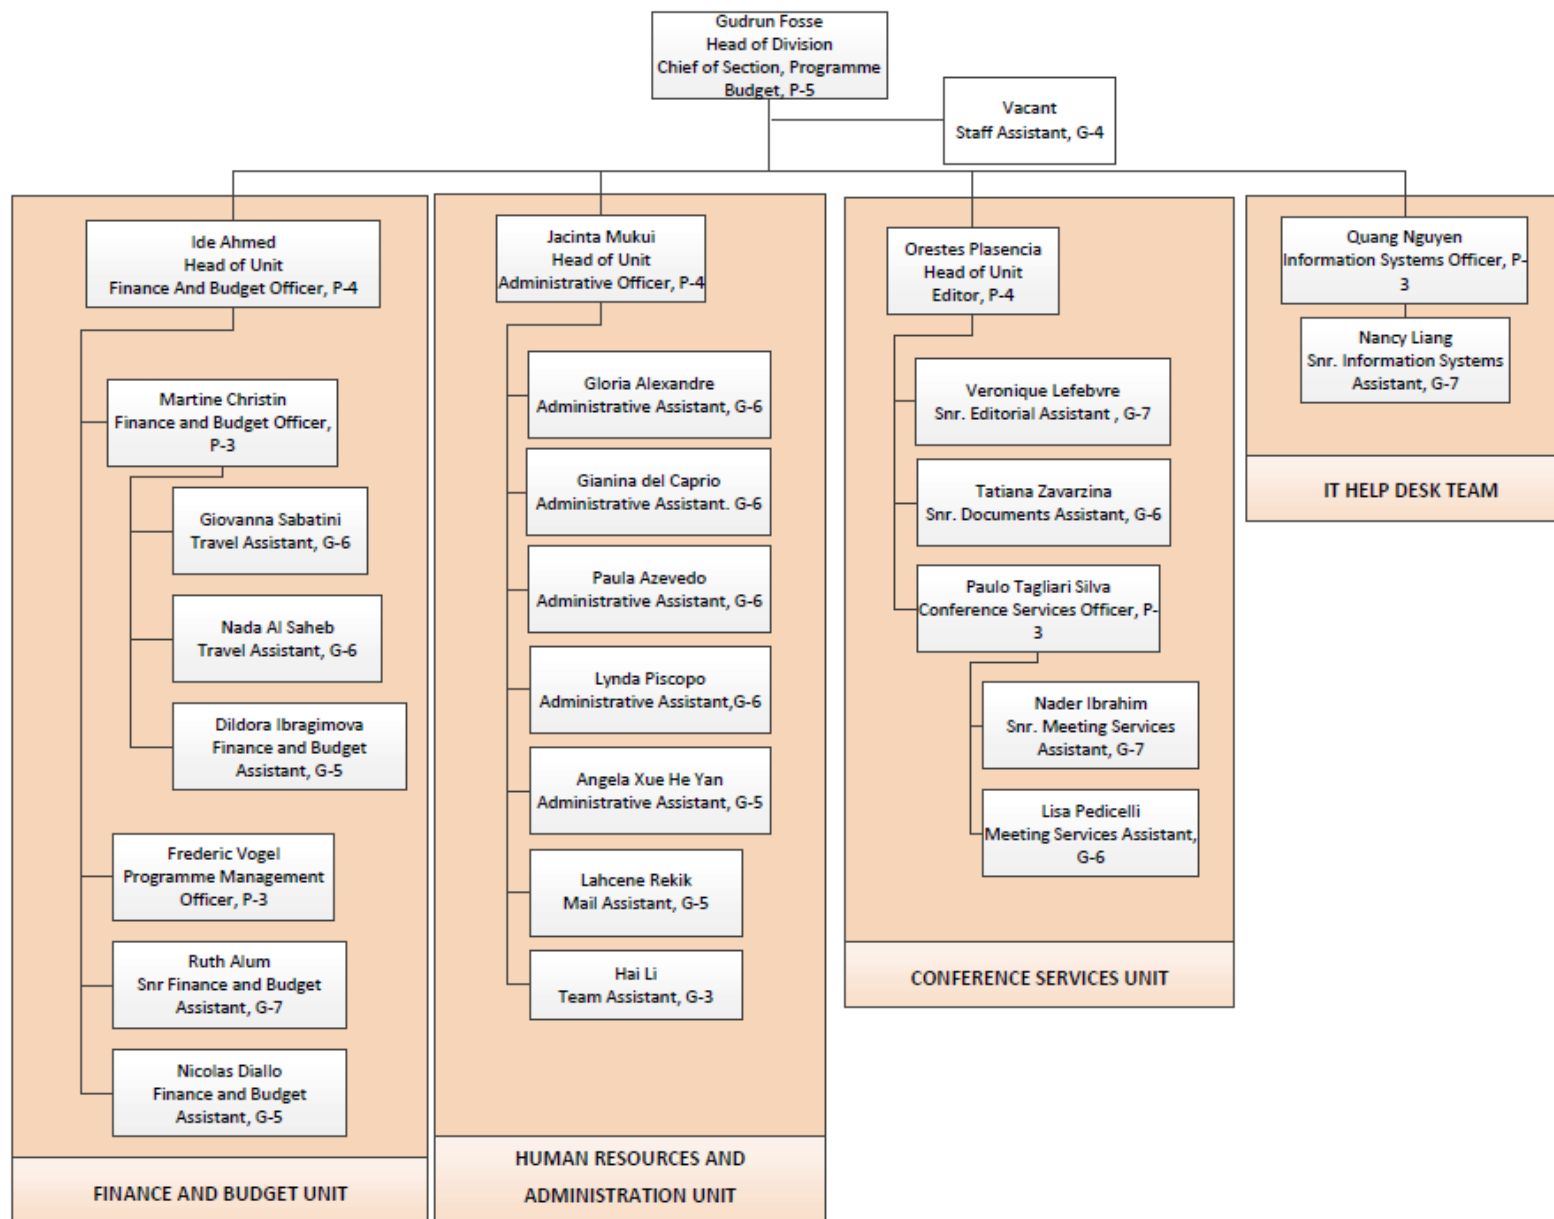 Gudrun Fosse
Head of Division
Chief of Section, Programme
Budget, P-5
Vacant
Staff Assistant, G-4
Ide Ahmed
Head of Unit
Finance And Budget Officer, P-4
Martine Christin
Finance and Budget Officer,
P-3
Giovanna Sabatini
Travel Assistant, G-6
Nada Al Saheb
Travel Assistant, G-6
Dildora Ibragimova
Finance and Budget
Assistant, G-5
Frederic Vogel
Programme Management
Officer, P-3
Ruth Alum
Snr Finance and Budget
Assistant, G-7
Nicolas Diallo
Finance and Budget
Assistant, G-5
FINANCE AND BUDGET UNIT
Jacinta Mukui
Head of Unit
Administrative Officer, P-4
Gloria Alexandre
Administrative Assistant, G-6
Gianina del Caprio
Administrative Assistant. G-6
Paula Azevedo
Administrative Assistant, G-6
Lynda Piscopo
Administrative Assistant,G-6
Angela Xue He Yan
Administrative Assistant, G-5
Lahcene Rekik
Mail Assistant, G-5
Hai Li
Team Assistant, G-3
HUMAN RESOURCES AND
ADMINISTRATION UNIT
Orestes Plasencia
Head of Unit
Editor, P-4
Veronique Lefebvre
Snr. Editorial Assistant , G-7
Tatiana Zavarzina
Snr. Documents Assistant, G-6
Paulo Tagliari Silva
Conference Services Officer, P-
3
Nader Ibrahim
Snr. Meeting Services
Assistant, G-7
Lisa Pedicelli
Meeting Services Assistant,
G-6
CONFERENCE SERVICES UNIT
Quang Nguyen
Information Systems Officer, P-
3
Nancy Liang
Snr. Information Systems
Assistant, G-7
IT HELP DESK TEAM